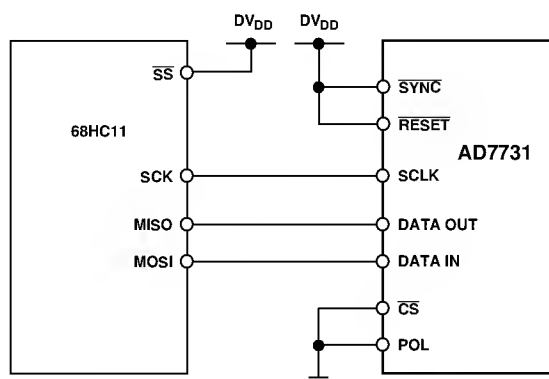 DVDD DVDD
SS
68HC11
SCK
MISO
MOSI
SYNC
RESET
AD7731
SCLK
DATA OUT
DATA IN
CS
POL